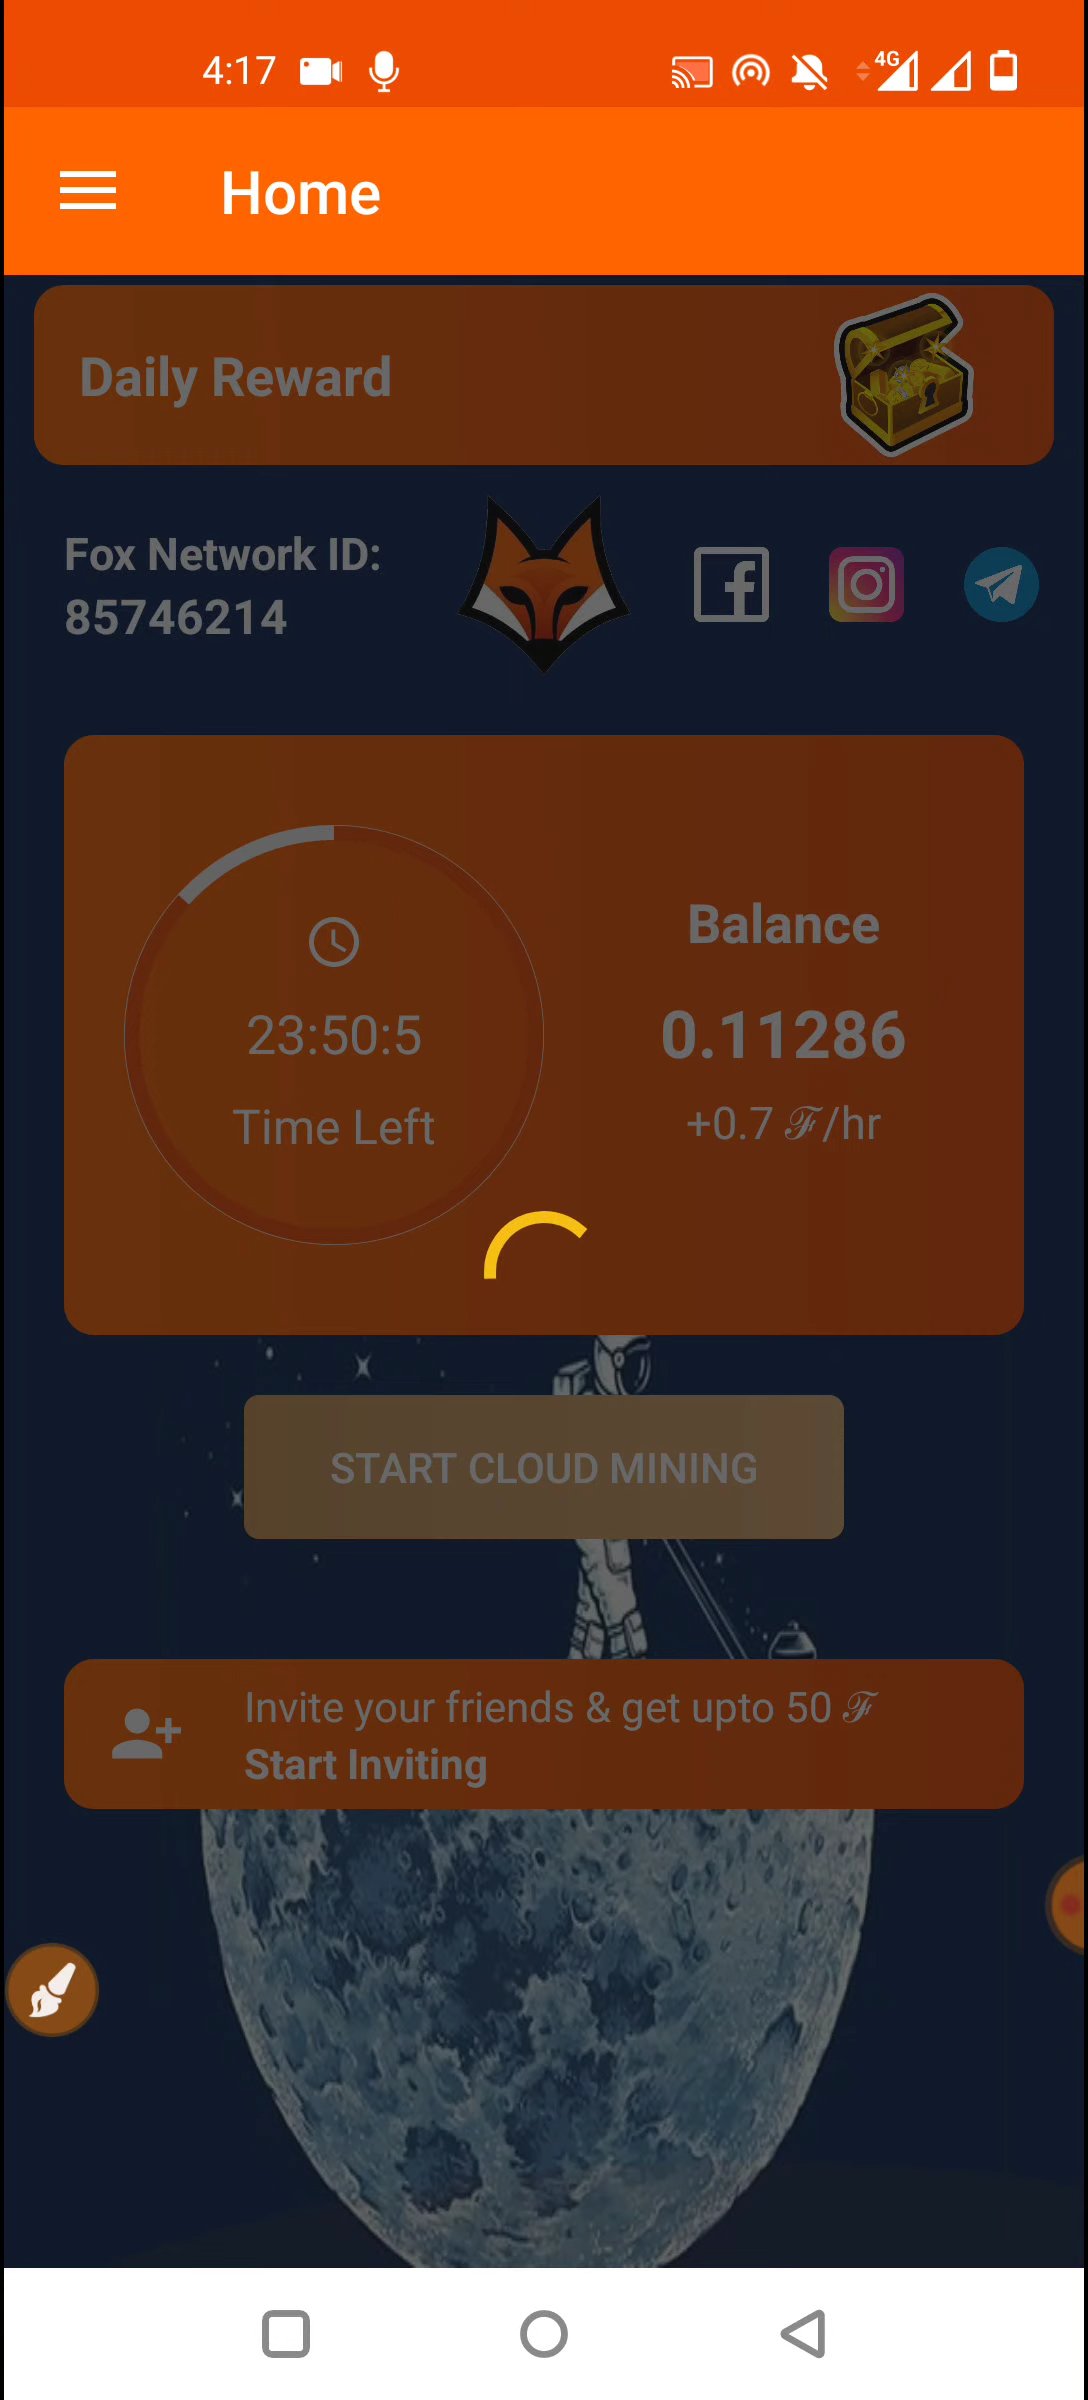 4:17
4G
Home
Daily Reward
Fox Network ID:
85746214
23:50:5
Time Left
Balance
0.11286
+0.7 ℱ/hr
START CLOUD MINING
Invite your friends & get upto 50 ℱ
Start Inviting